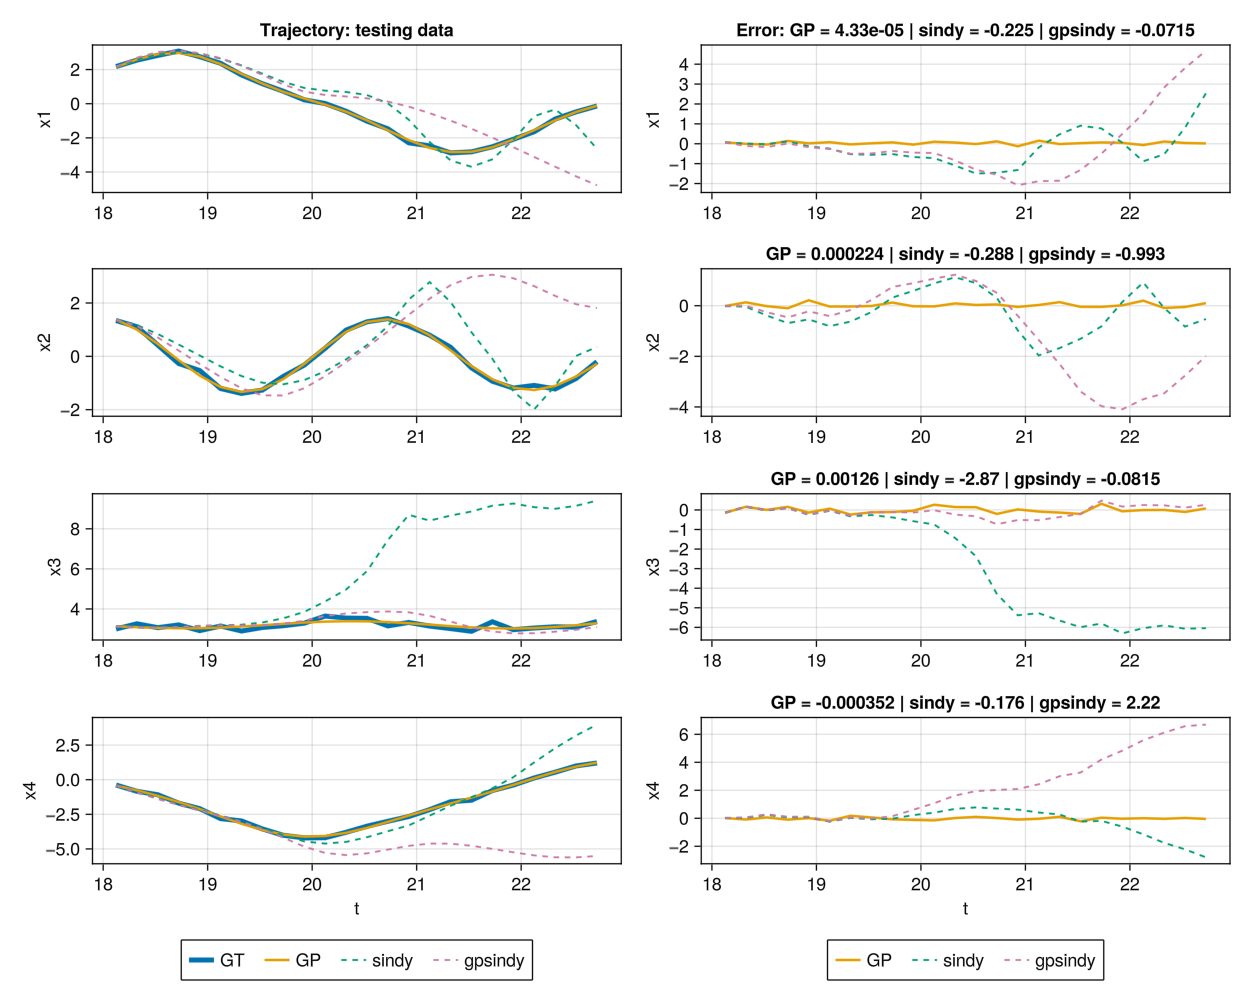 Trajectory: testing data
x1
2
0
−2
−4
18 19 20 21 22
Error: GP = 4.33e-05 | sindy = -0.225 | gpsindy = -0.0715
x1
4
3
2
1
0
−1
−2
18 19 20 21 22
x2
2
0
−2
18 19 20 21 22
GP = 0.000224 | sindy = -0.288 | gpsindy = -0.993
x2
0
−2
−4
18 19 20 21 22
x3
8
6
4
18 19 20 21 22
GP = 0.00126 | sindy = -2.87 | gpsindy = -0.0815
x3
0
−1
−2
−3
−4
−5
−6
18 19 20 21 22
x4
2.5
0.0
−2.5
−5.0
18 19 20 21 22
t
GP = -0.000352 | sindy = -0.176 | gpsindy = 2.22
x4
6
4
2
0
−2
18 19 20 21 22
t
GT GP sindy gpsindy
GP sindy gpsindy